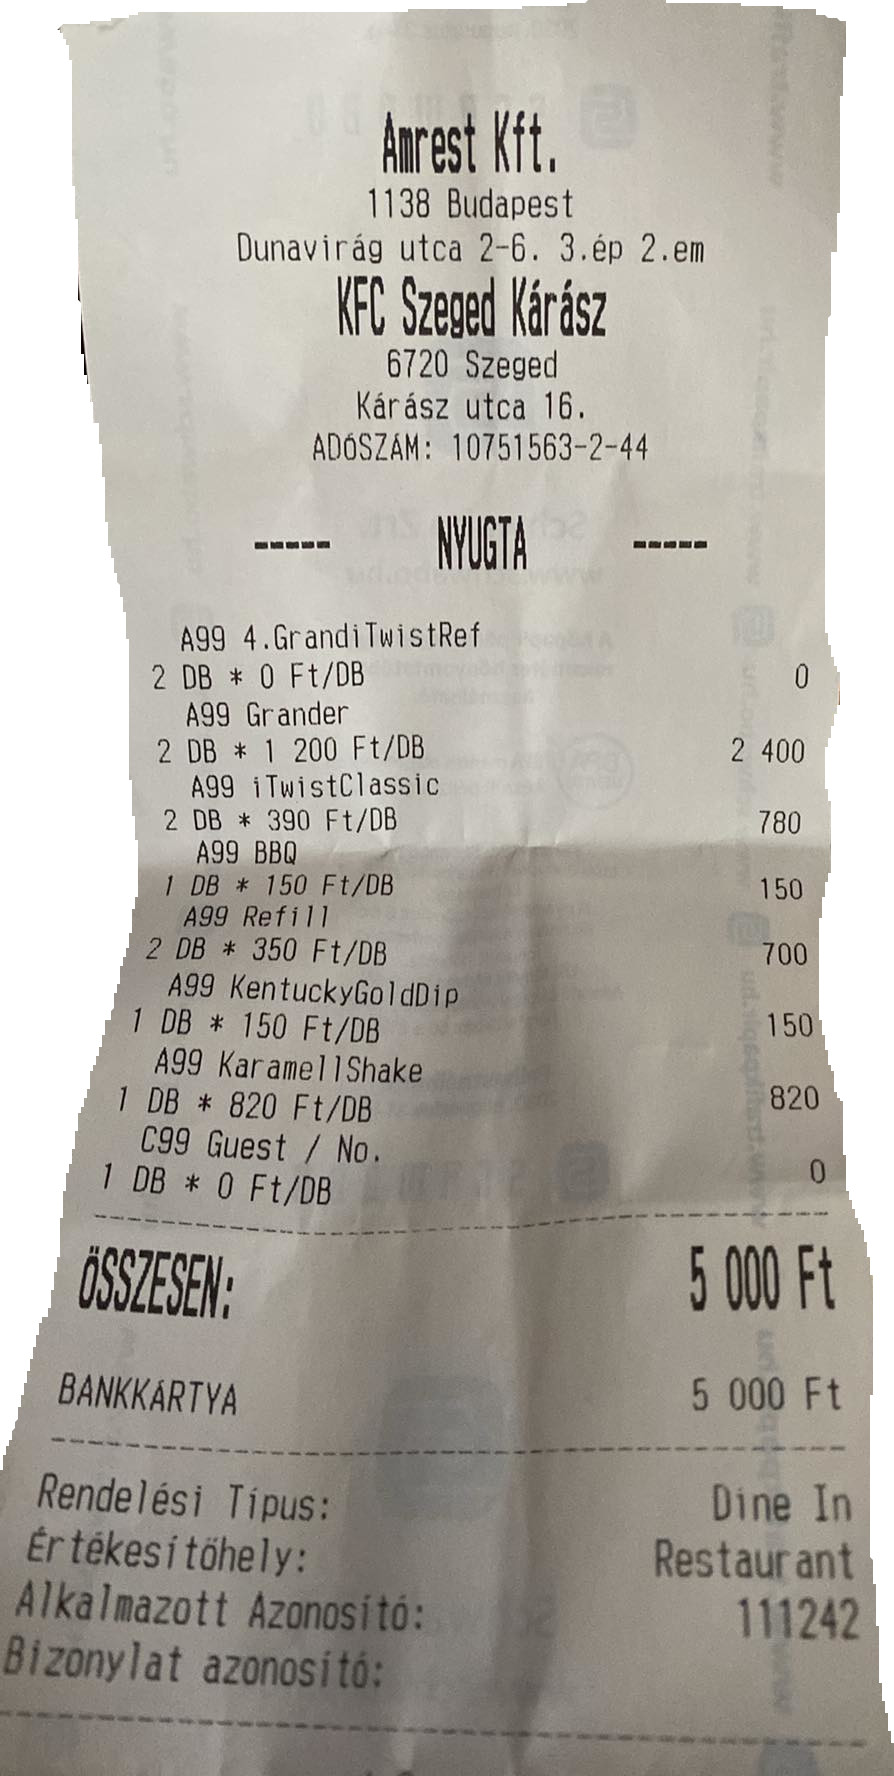 Amrest Kft.
1138 Budapest
Dunavirág utca 2-6. 3.ép 2.em
KFC Szeged Kárász
6720 Szeged
Kárász utca 16.
ADÓSZÁM: 10751563-2-44
----- NYUGTA -----
A99 4.GrandiTwistRef
2 DB * 0 Ft/DB 0
A99 Grander
2 DB * 1 200 Ft/DB 2 400
A99 iTwistClassic
2 DB * 390 Ft/DB 780
A99 BBQ
1 DB * 150 Ft/DB 150
A99 Refill
2 DB * 350 Ft/DB 700
A99 KentuckyGoldDip
1 DB * 150 Ft/DB 150
A99 KaramellShake
1 DB * 820 Ft/DB 820
C99 Guest / No.
1 DB * 0 Ft/DB 0
ÖSSZESEN: 5 000 Ft
BANKKÁRTYA 5 000 Ft
Rendelési Típus: Dine In
Értékesítőhely: Restaurant
Alkalmazott Azonosító: 111242
Bizonylat azonosító: